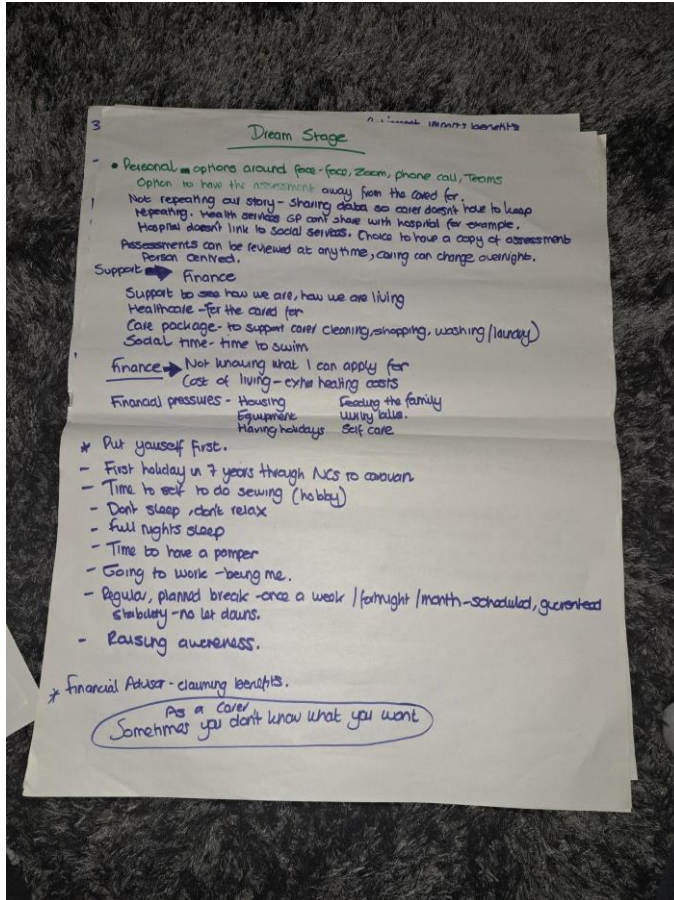 3
impacts benefits
Dream Stage
• Personal - options around face-face, Zoom, phone call, Teams
Option to have the assessment away from the cared for.
Not repeating our story - sharing data so carer doesn't have to keep
repeating. Health services GP can't share with hospital for example.
Hospital doesn't link to social services. Choice to have a copy of assessment
Assessments can be reviewed at anytime, caring can change overnight.
Person centred.
Support → Finance
Support to see how we are, how we are living
Healthcare - for the cared for
Care package - to support carer cleaning, shopping, washing/laundry)
Social time - time to swim
Finance → Not knowing what I can apply for
Cost of living - extra heating costs
Financial pressures - Housing Feeding the family
Equipment Utility bills.
Having holidays Self care
* Put yourself first.
- First holiday in 7 years through NCS to caravan
- Time to self to do sewing (hobby)
- Dont sleep, don't relax
- Full nights sleep
- Time to have a pamper
- Going to work - being me.
- Regular, planned break - once a week / fortnight / month - scheduled, guarenteed
stability - no let downs.
- Raising awareness.
* Financial Advisor - claiming benefits.
As a carer
Sometimes you don't know what you want